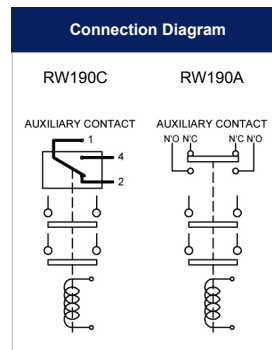 Connection Diagram
RW190C RW190A
AUXILIARY CONTACT AUXILIARY CONTACT
1 N'O N'C N'C N'O
4
2